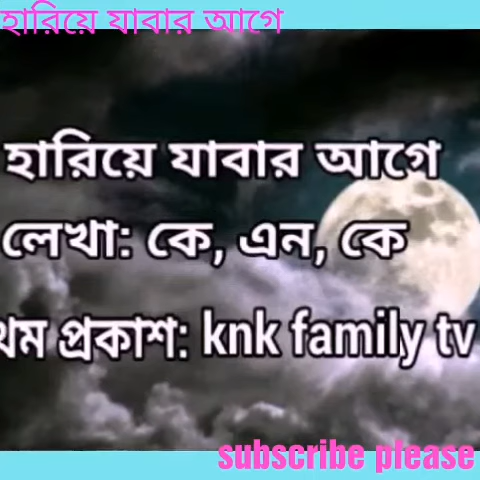 হারিয়ে যাবার আগে
হারিয়ে যাবার আগে
লেখা: কে, এন, কে
প্রকাশ: knk family tv
subscribe please